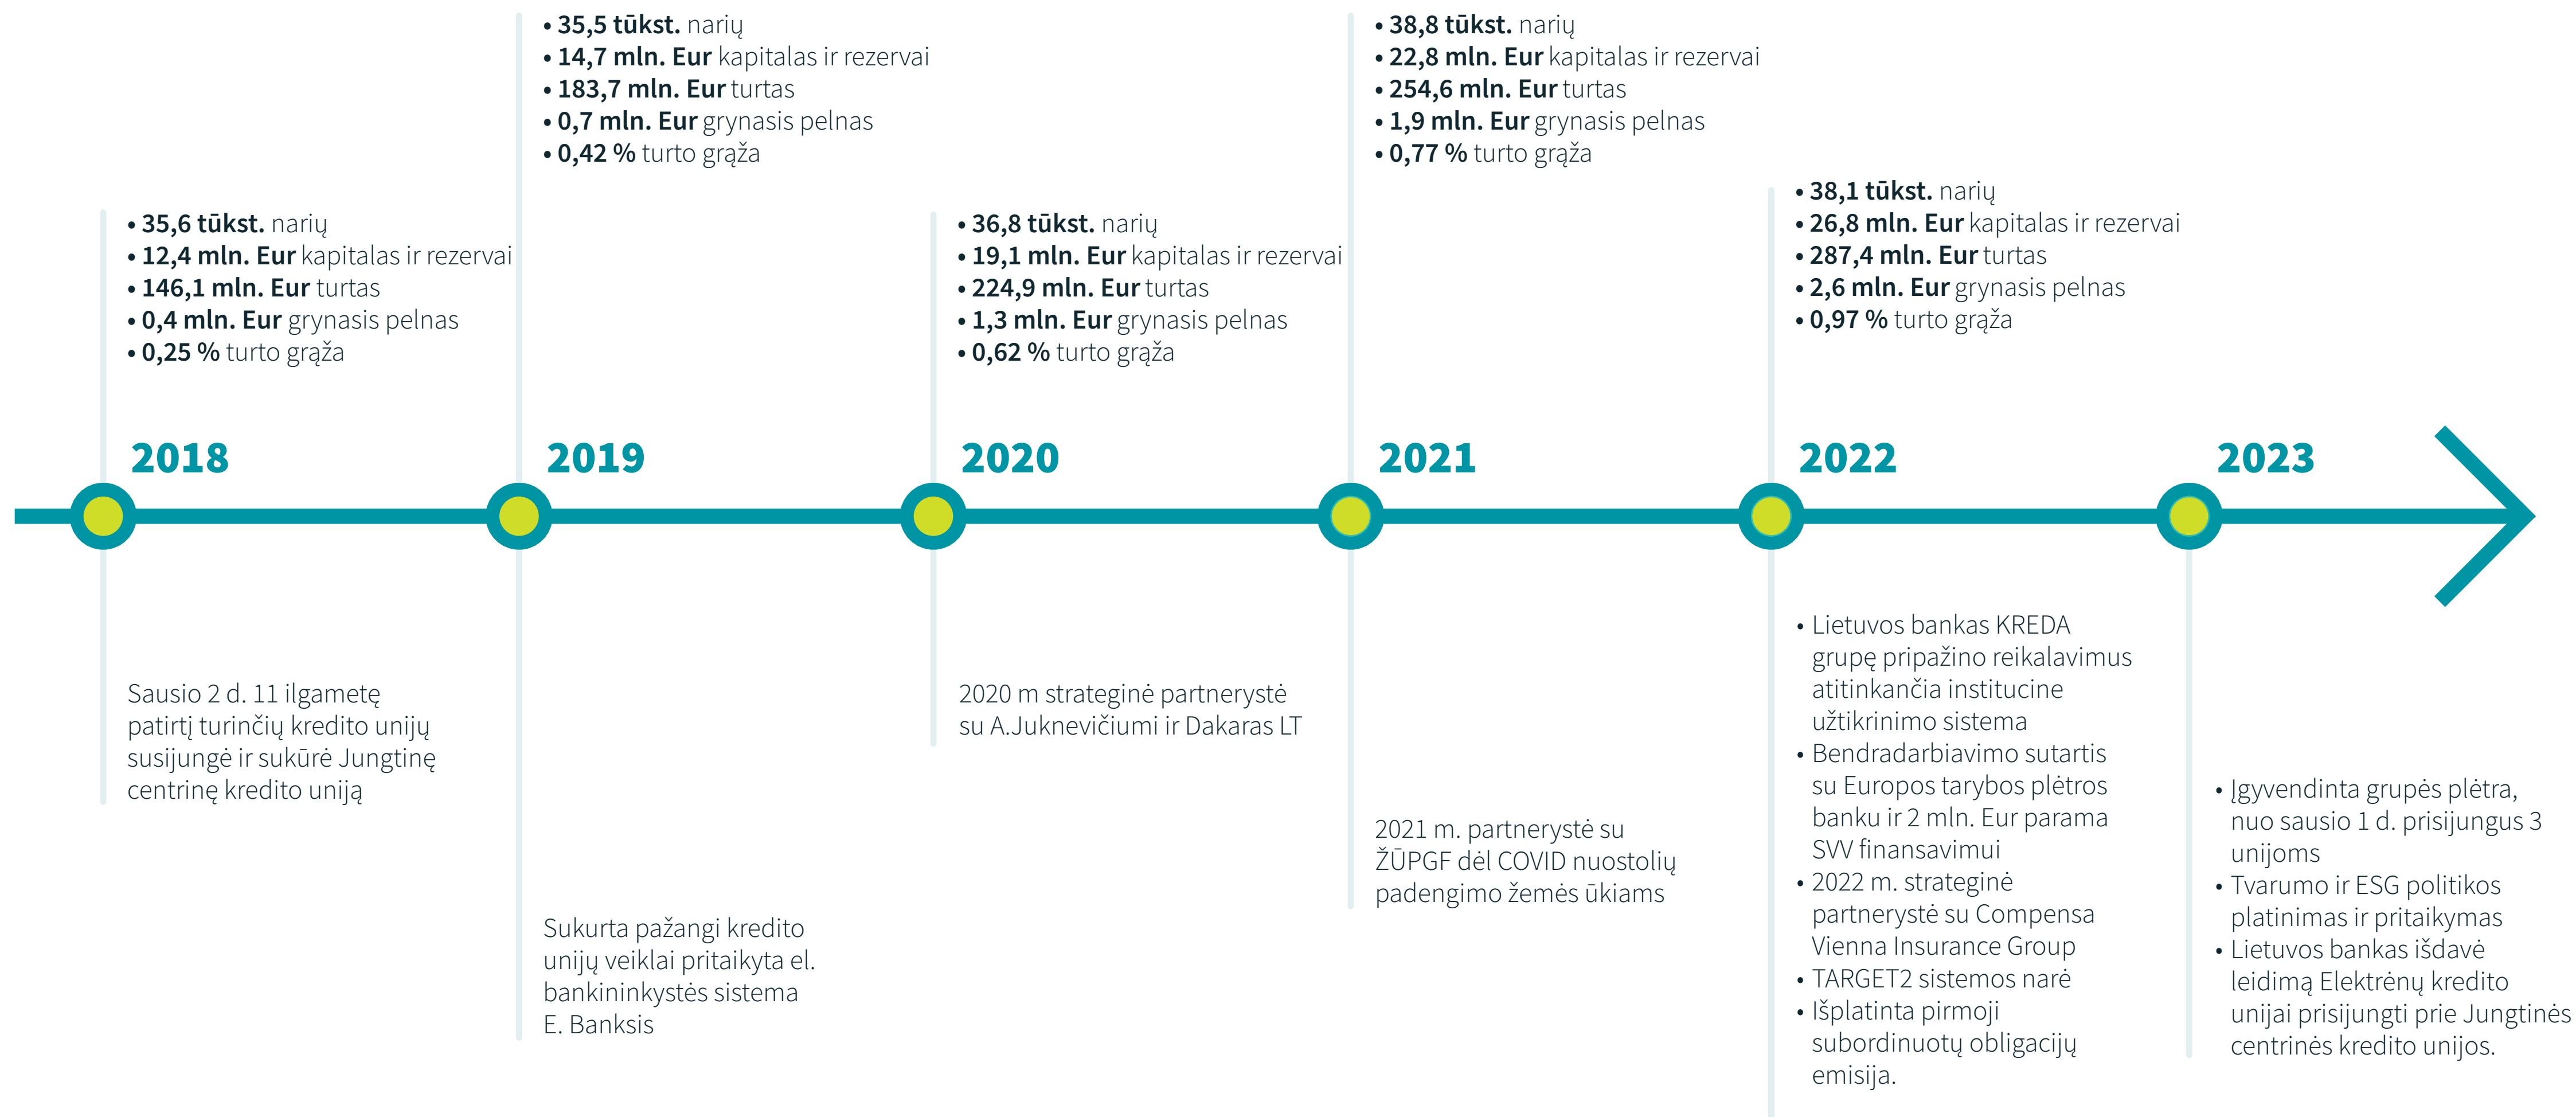 • 35,5 tūkst. narių
• 14,7 mln. Eur kapitalas ir rezervai
• 183,7 mln. Eur turtas
• 0,7 mln. Eur grynasis pelnas
• 0,42 % turto grąža
• 38,8 tūkst. narių
• 22,8 mln. Eur kapitalas ir rezervai
• 254,6 mln. Eur turtas
• 1,9 mln. Eur grynasis pelnas
• 0,77 % turto grąža
• 35,6 tūkst. narių
• 12,4 mln. Eur kapitalas ir rezervai
• 146,1 mln. Eur turtas
• 0,4 mln. Eur grynasis pelnas
• 0,25 % turto grąža
• 36,8 tūkst. narių
• 19,1 mln. Eur kapitalas ir rezervai
• 224,9 mln. Eur turtas
• 1,3 mln. Eur grynasis pelnas
• 0,62 % turto grąža
• 38,1 tūkst. narių
• 26,8 mln. Eur kapitalas ir rezervai
• 287,4 mln. Eur turtas
• 2,6 mln. Eur grynasis pelnas
• 0,97 % turto grąža
2018
2019
2020
2021
2022
2023
Sausio 2 d. 11 ilgametę
patirtį turinčių kredito unijų
susijungė ir sukūrė Jungtinę
centrinę kredito uniją
Sukurta pažangi kredito
unijų veiklai pritaikyta el.
bankininkystės sistema
E. Banksis
2020 m strateginė partnerystė
su A.Juknevičiumi ir Dakaras LT
2021 m. partnerystė su
ŽŪPGF dėl COVID nuostolių
padengimo žemės ūkiams
• Lietuvos bankas KREDA
grupę pripažino reikalavimus
atitinkančia institucine
užtikrinimo sistema
• Bendradarbiavimo sutartis
su Europos tarybos plėtros
banku ir 2 mln. Eur parama
SVV finansavimui
• 2022 m. strateginė
partnerystė su Compensa
Vienna Insurance Group
• TARGET2 sistemos narė
• Išplatinta pirmoji
subordinuotų obligacijų
emisija.
• Įgyvendinta grupės plėtra,
nuo sausio 1 d. prisijungus 3
unijoms
• Tvarumo ir ESG politikos
platinimas ir pritaikymas
• Lietuvos bankas išdavė
leidimą Elektrėnų kredito
unijai prisijungti prie Jungtinės
centrinės kredito unijos.